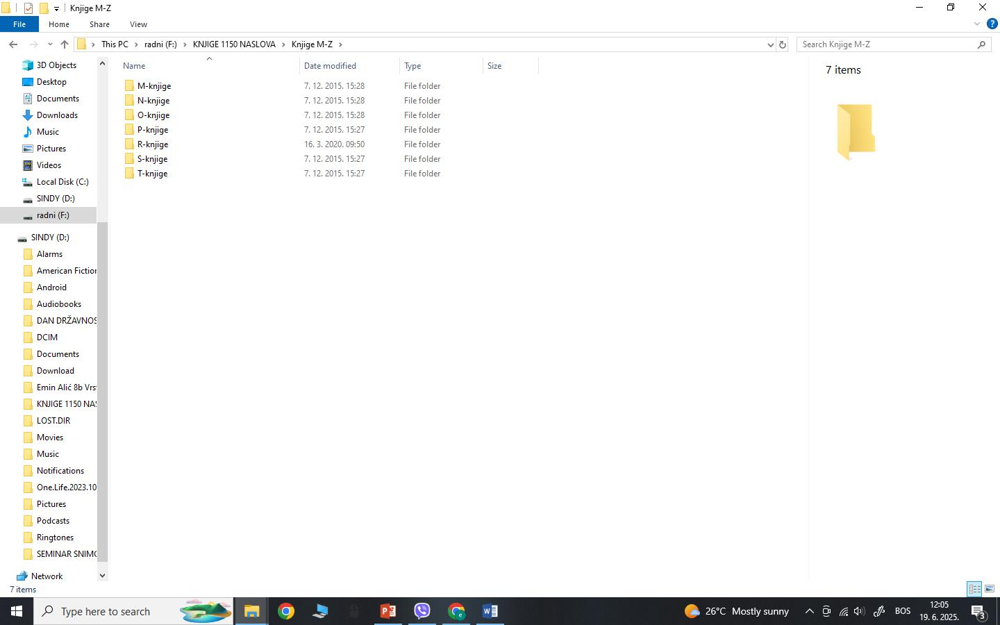 Knjige M-Z
File Home Share View
This PC radni (F:) KNJIGE 1150 NASLOVA Knjige M-Z
Search Knjige M-Z
3D Objects
Desktop
Documents
Downloads
Music
Pictures
Videos
Local Disk (C:)
SINDY (D:)
radni (F:)
SINDY (D:)
Alarms
American Fiction
Android
Audiobooks
DAN DRŽAVNOS
DCIM
Documents
Download
Emin Alić 8b Vrs
KNJIGE 1150 NAS
LOST.DIR
Movies
Music
Notifications
One.Life.2023.10
Pictures
Podcasts
Ringtones
SEMINAR SNIMC
Network
Name Date modified Type Size
M-knjige 7. 12. 2015. 15:28 File folder
N-knjige 7. 12. 2015. 15:28 File folder
O-knjige 7. 12. 2015. 15:28 File folder
P-knjige 7. 12. 2015. 15:27 File folder
R-knjige 16. 3. 2020. 09:50 File folder
S-knjige 7. 12. 2015. 15:27 File folder
T-knjige 7. 12. 2015. 15:27 File folder
7 items
7 items
Type here to search
26°C Mostly sunny
BOS
12:05
19. 6. 2025.
3